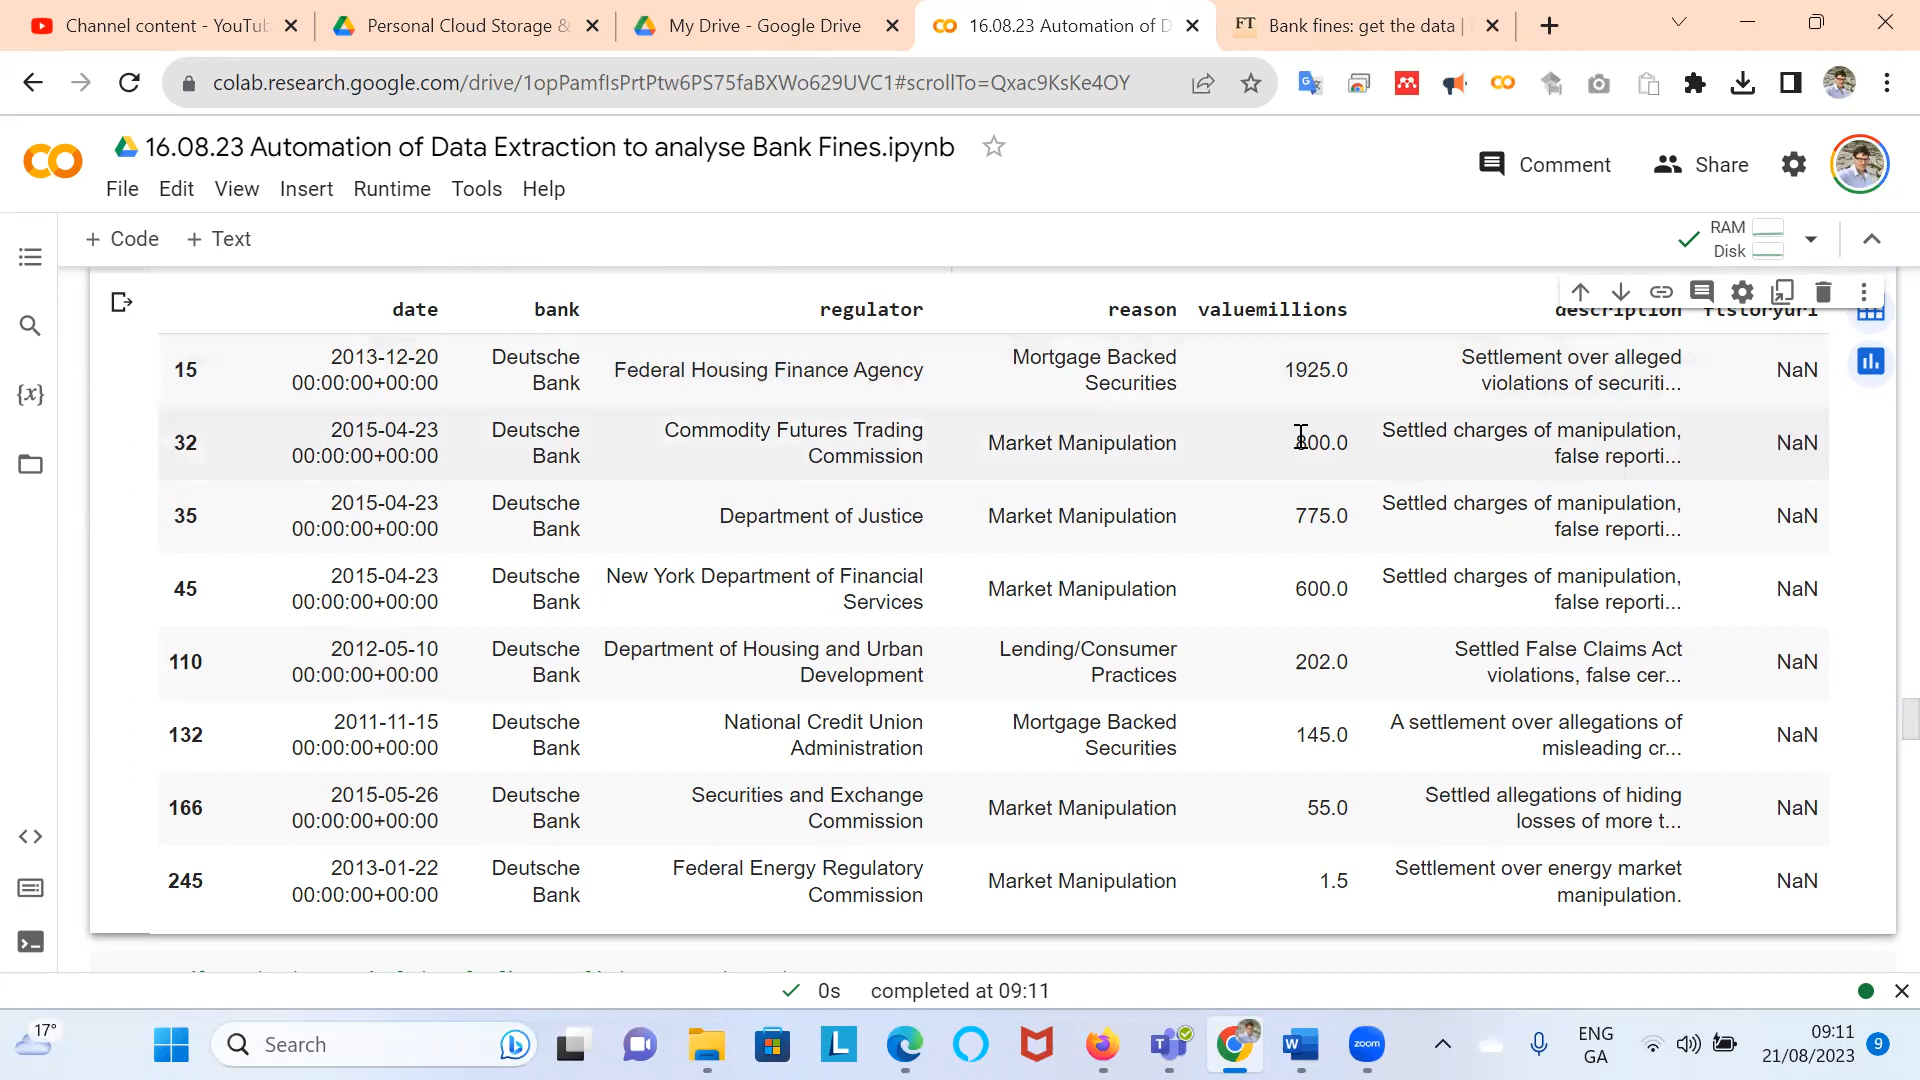 Channel content - YouTub
Personal Cloud Storage &
My Drive - Google Drive
16.08.23 Automation of D
FT
Bank fines: get the data |
colab.research.google.com/drive/1opPamfIsPrtPtw6PS75faBXWo629UVC1#scrollTo=Qxac9KsKe4OY
CO
16.08.23 Automation of Data Extraction to analyse Bank Fines.ipynb
Comment
Share
File Edit View Insert Runtime Tools Help
+ Code + Text
RAM
Disk
date bank regulator reason valuemillions description ftstoryurl
15 2013-12-20 00:00:00+00:00 Deutsche Bank Federal Housing Finance Agency Mortgage Backed Securities 1925.0 Settlement over alleged violations of securiti... NaN
32 2015-04-23 00:00:00+00:00 Deutsche Bank Commodity Futures Trading Commission Market Manipulation 800.0 Settled charges of manipulation, false reporti... NaN
35 2015-04-23 00:00:00+00:00 Deutsche Bank Department of Justice Market Manipulation 775.0 Settled charges of manipulation, false reporti... NaN
45 2015-04-23 00:00:00+00:00 Deutsche Bank New York Department of Financial Services Market Manipulation 600.0 Settled charges of manipulation, false reporti... NaN
110 2012-05-10 00:00:00+00:00 Deutsche Bank Department of Housing and Urban Development Lending/Consumer Practices 202.0 Settled False Claims Act violations, false cer... NaN
132 2011-11-15 00:00:00+00:00 Deutsche Bank National Credit Union Administration Mortgage Backed Securities 145.0 A settlement over allegations of misleading cr... NaN
166 2015-05-26 00:00:00+00:00 Deutsche Bank Securities and Exchange Commission Market Manipulation 55.0 Settled allegations of hiding losses of more t... NaN
245 2013-01-22 00:00:00+00:00 Deutsche Bank Federal Energy Regulatory Commission Market Manipulation 1.5 Settlement over energy market manipulation. NaN
0s completed at 09:11
17°
Search
L
zoom
ENG
GA
09:11
21/08/2023
9